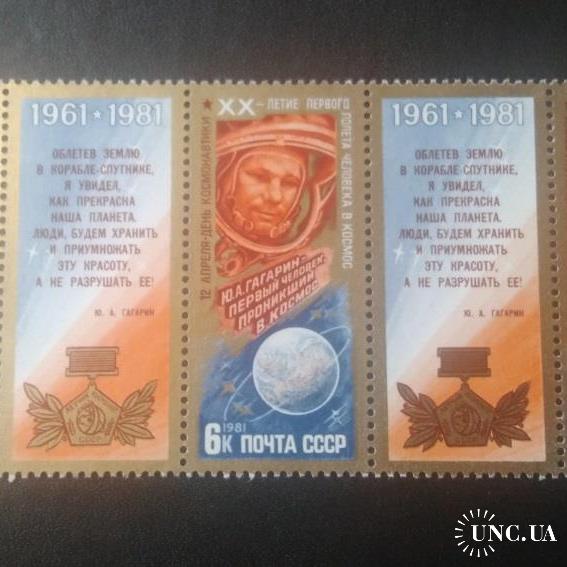 1961★1981
ОБЛЕТЕВ ЗЕМЛЮ
В КОРАБЛЕ-СПУТНИКЕ,
Я УВИДЕЛ,
КАК ПРЕКРАСНА
НАША ПЛАНЕТА.
ЛЮДИ, БУДЕМ ХРАНИТЬ
И ПРИУМНОЖАТЬ
ЭТУ КРАСОТУ,
А НЕ РАЗРУШАТЬ ЕЕ!
Ю. А. ГАГАРИН
12 АПРЕЛЯ-ДЕНЬ КОСМОНАВТИКИ ★
XX-ЛЕТИЕ ПЕРВОГО
ПОЛЕТА ЧЕЛОВЕКА В КОСМОС
Ю.А.ГАГАРИН-
ПЕРВЫЙ ЧЕЛОВЕК,
ПРОНИКШИЙ
В КОСМОС
1981
6К ПОЧТА СССР
1961★1981
ОБЛЕТЕВ ЗЕМЛЮ
В КОРАБЛЕ-СПУТНИКЕ,
Я УВИДЕЛ,
КАК ПРЕКРАСНА
НАША ПЛАНЕТА.
ЛЮДИ, БУДЕМ ХРАНИТЬ
И ПРИУМНОЖАТЬ
ЭТУ КРАСОТУ,
А НЕ РАЗРУШАТЬ ЕЕ!
Ю. А. ГАГАРИН
UNC.UA